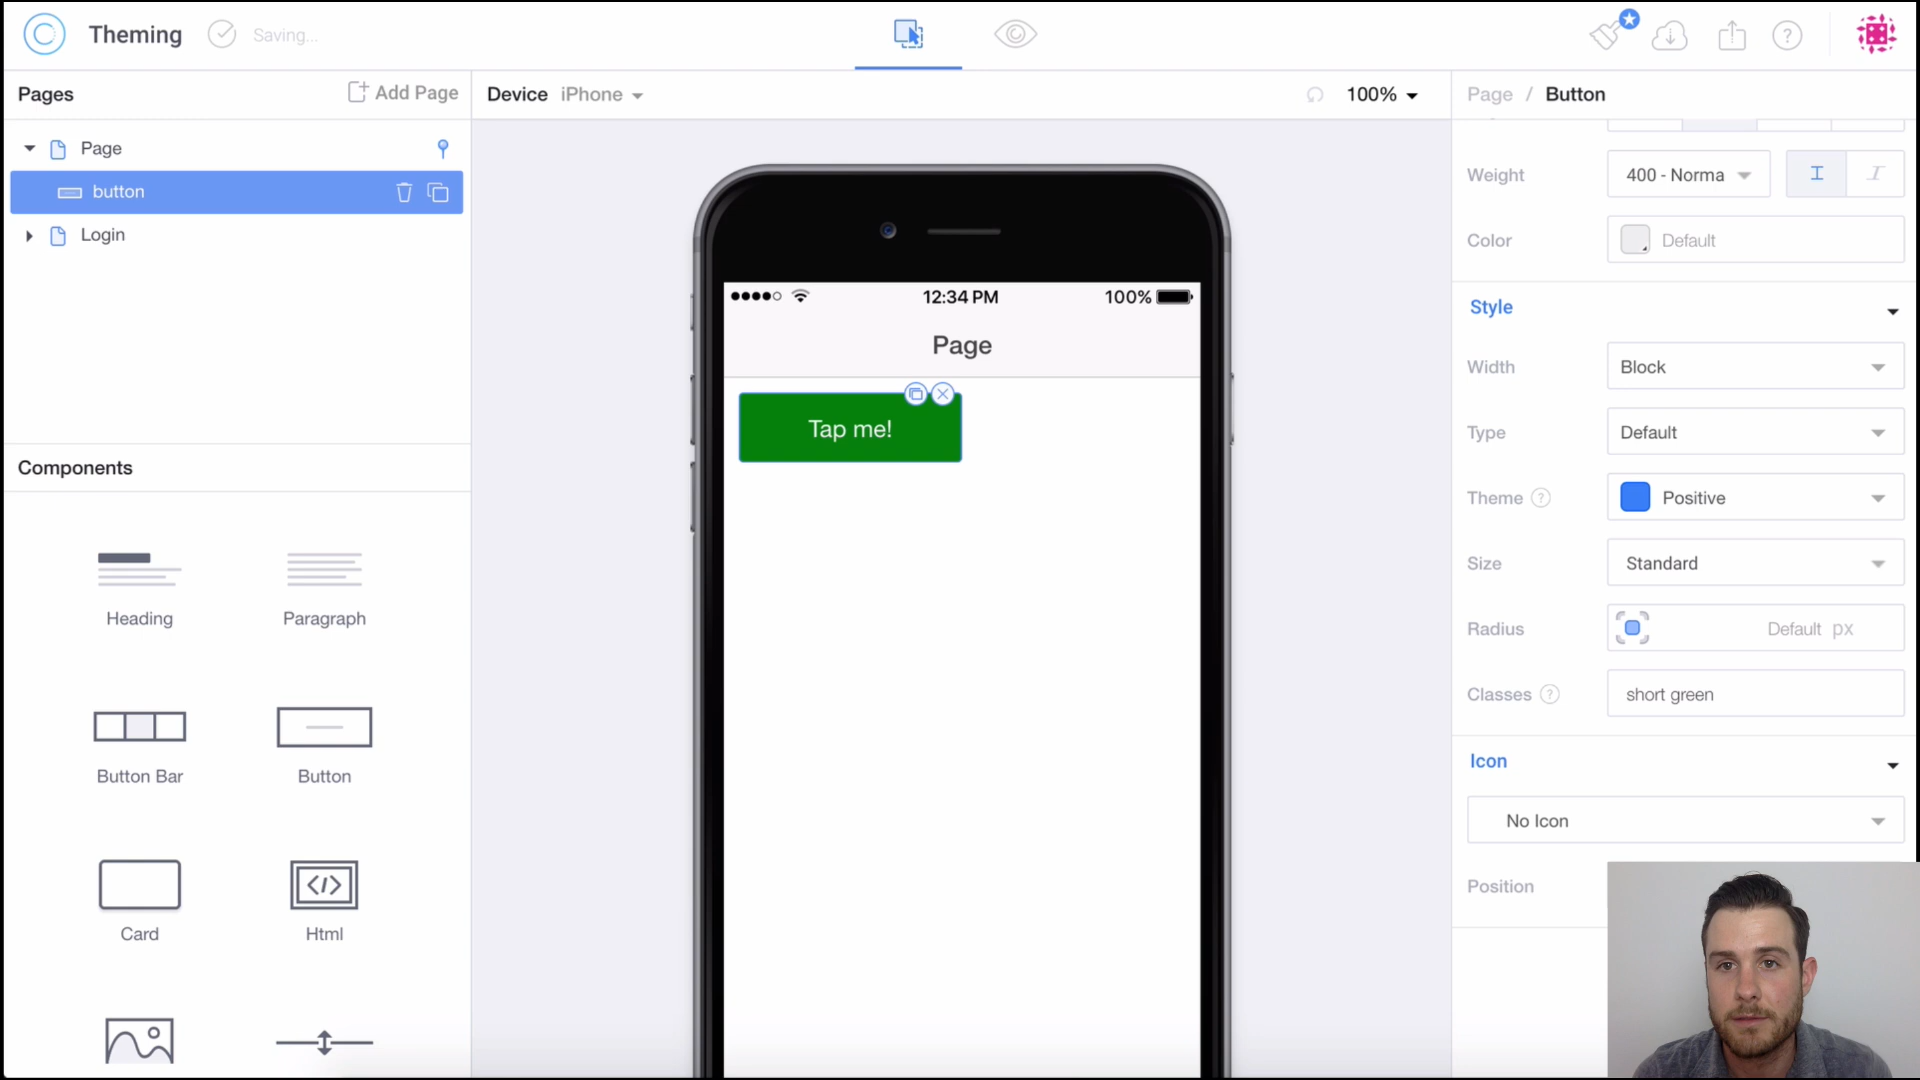 Theming
Saving...
Pages
Add Page
Device iPhone
100%
Page / Button
Page
button
Login
Weight
400 - Norma
Color
Default
12:34 PM
100%
Page
Tap me!
Style
Width
Block
Type
Default
Theme ?
Positive
Size
Standard
Radius
Default px
Classes ?
short green
Icon
No Icon
Position
Components
Heading
Paragraph
Button Bar
Button
Card
Html